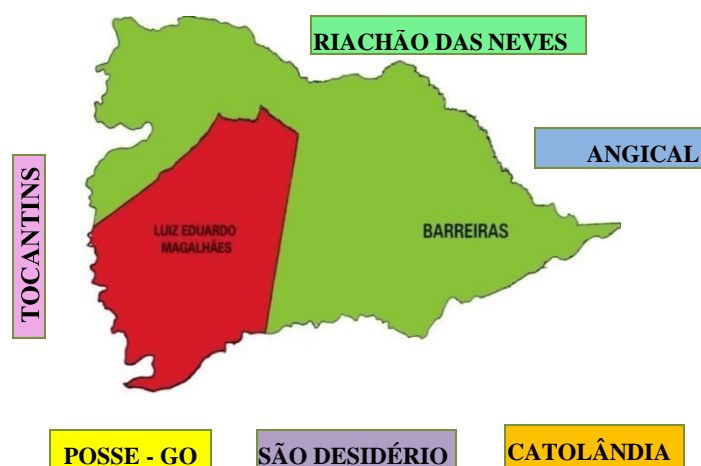 RIACHÃO DAS NEVES
ANGICAL
TOCANTINS
LUIZ EDUARDO
MAGALHÃES
BARREIRAS
POSSE - GO
SÃO DESIDÉRIO
CATOLÂNDIA